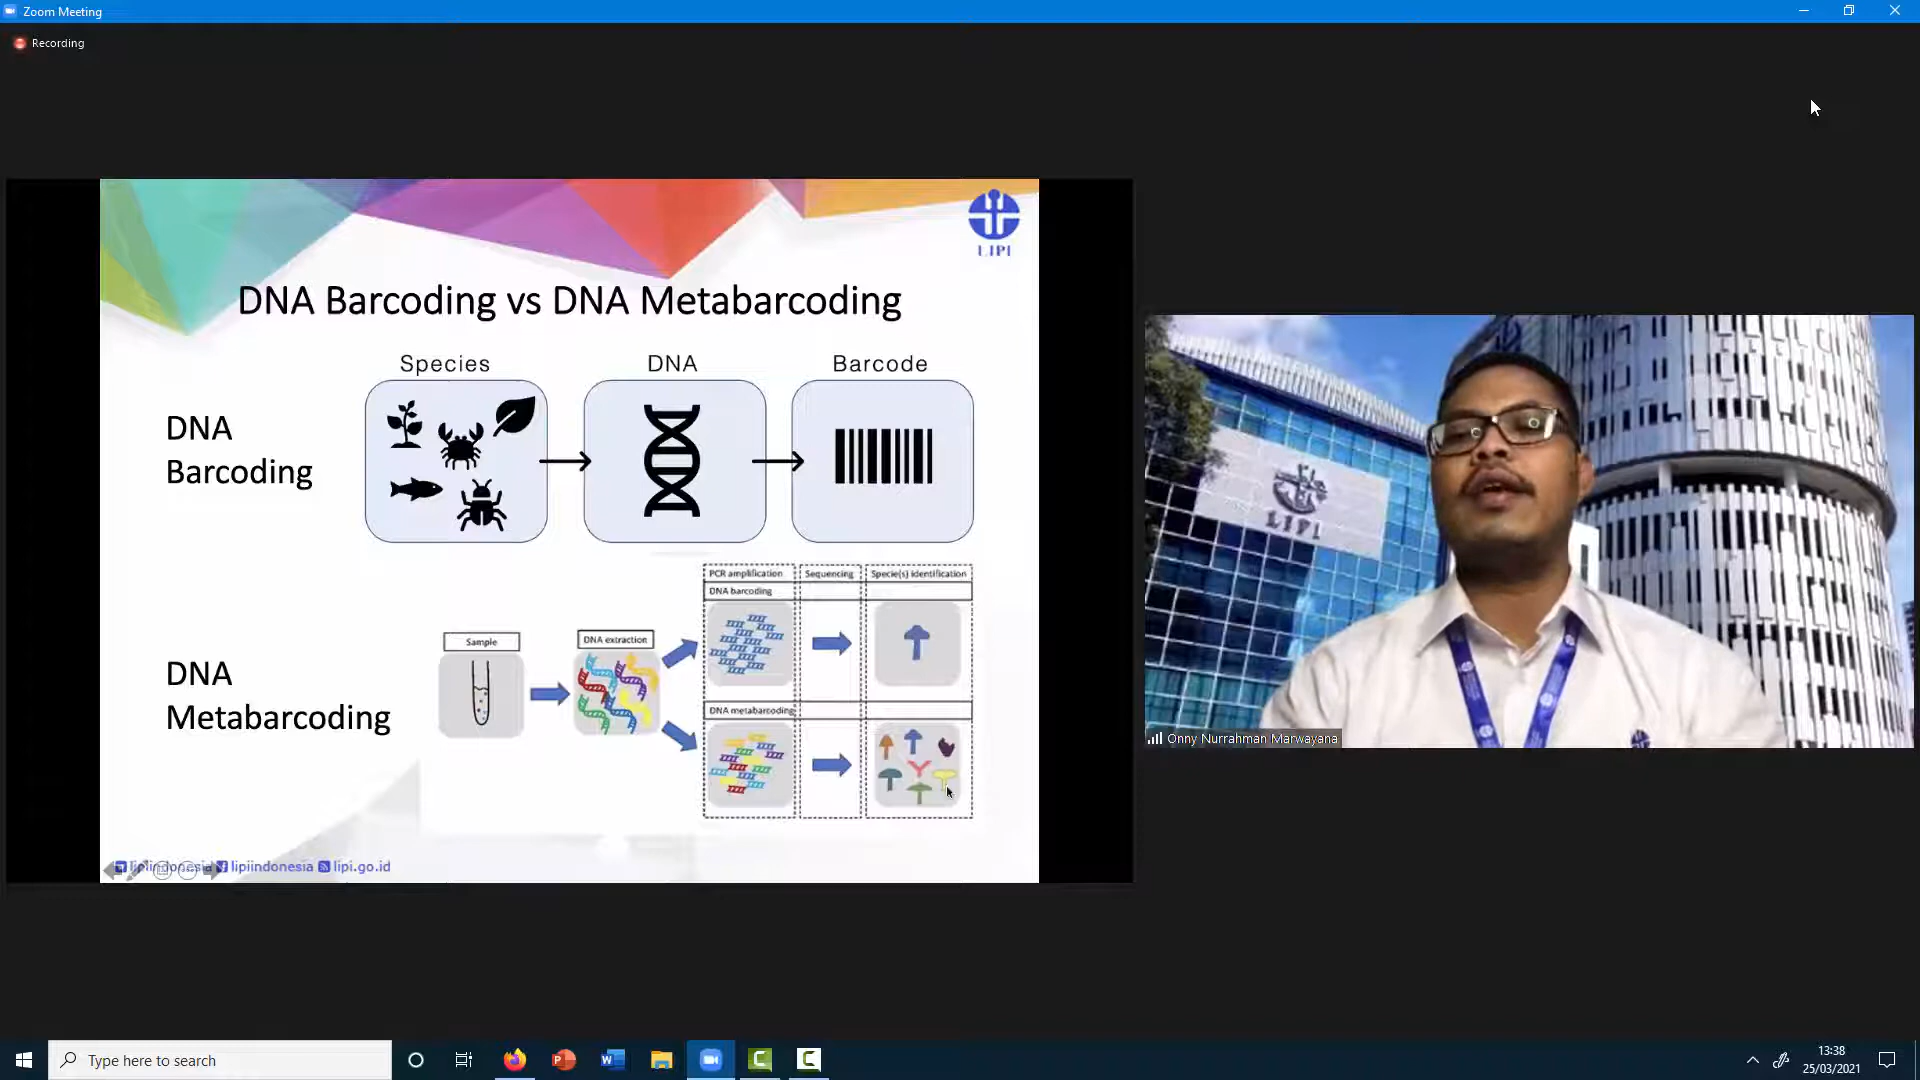 Zoom Meeting
Recording
LIPI
DNA Barcoding vs DNA Metabarcoding
Species
DNA
Barcode
DNA
Barcoding
PCR amplification
Sequencing
Specie(s) identification
DNA barcoding
Sample
DNA extraction
DNA
Metabarcoding
DNA metabarcoding
lipiindonesia lipiindonesia lipi.go.id
LIPI
Onny Nurrahman Marwayana
Type here to search
13:38
25/03/2021